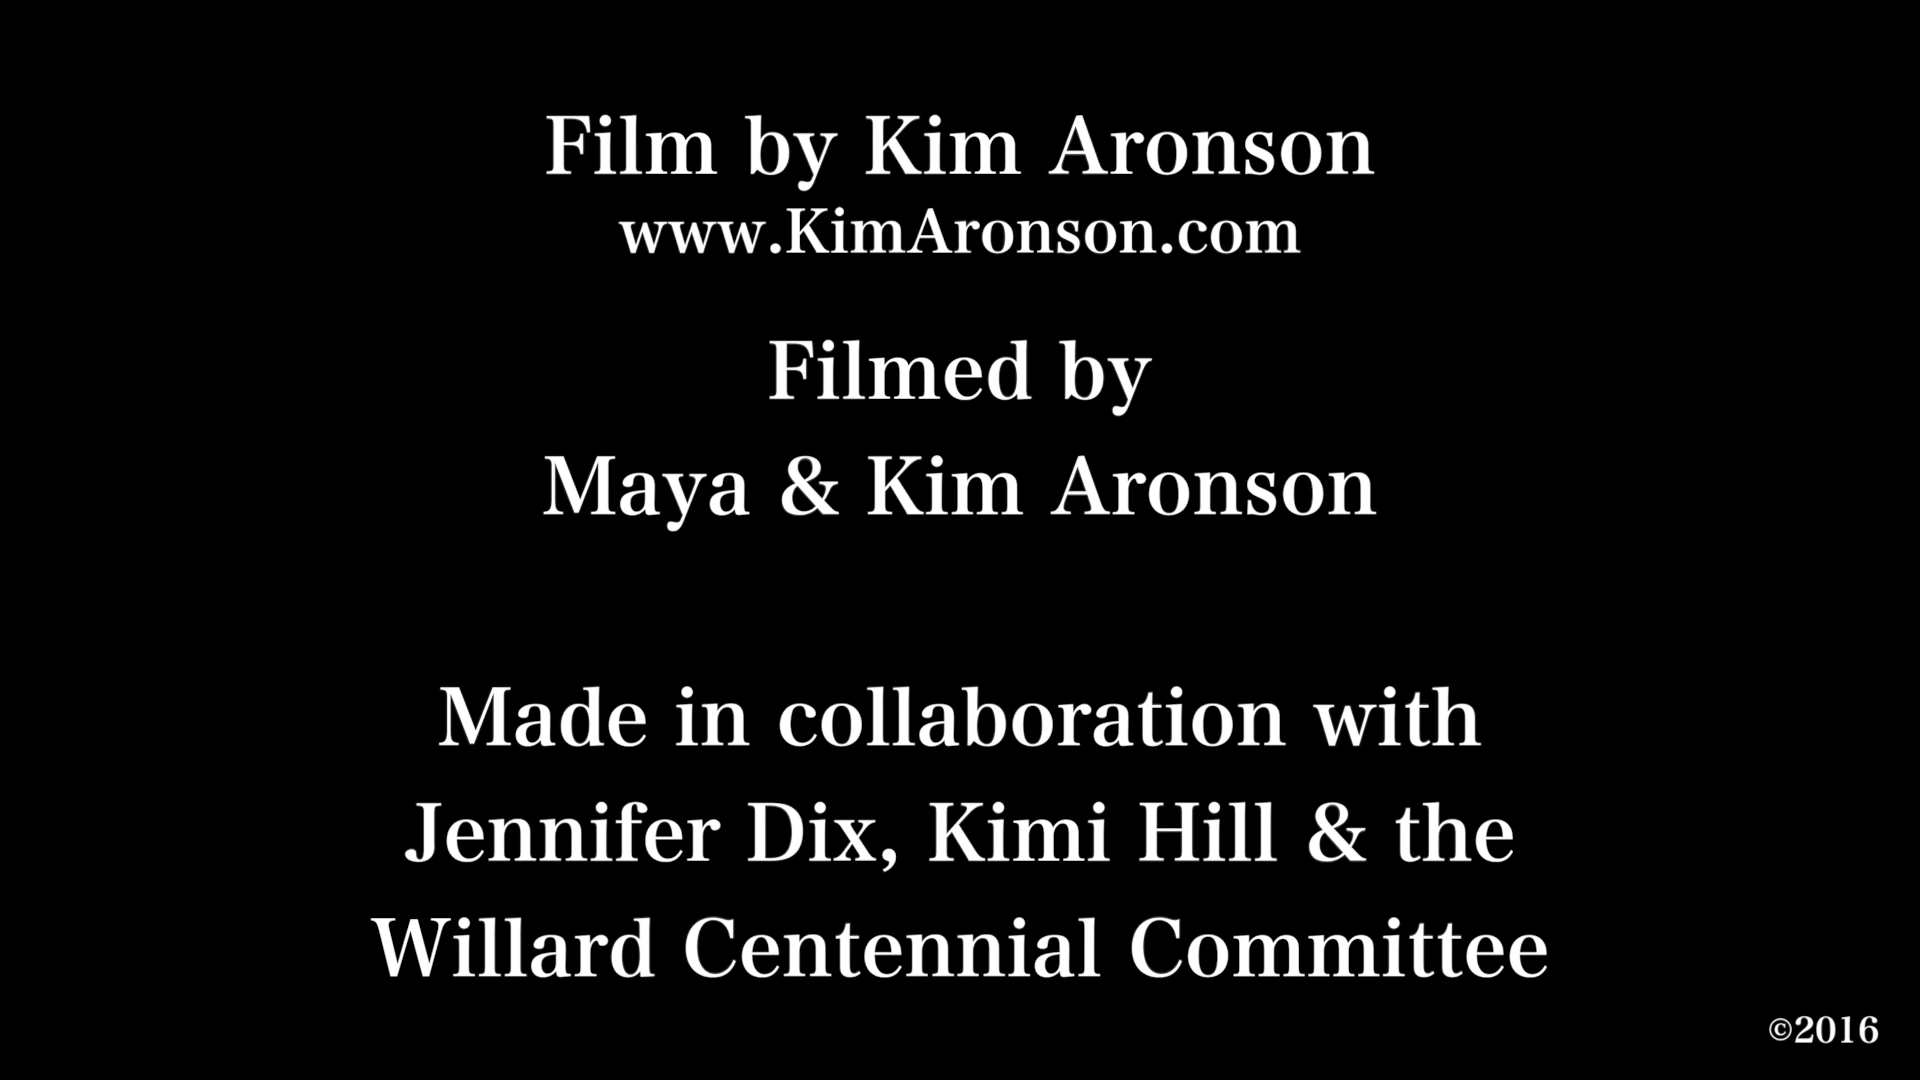 Film by Kim Aronson
www.KimAronson.com
Filmed by
Maya & Kim Aronson
Made in collaboration with
Jennifer Dix, Kimi Hill & the
Willard Centennial Committee
©2016